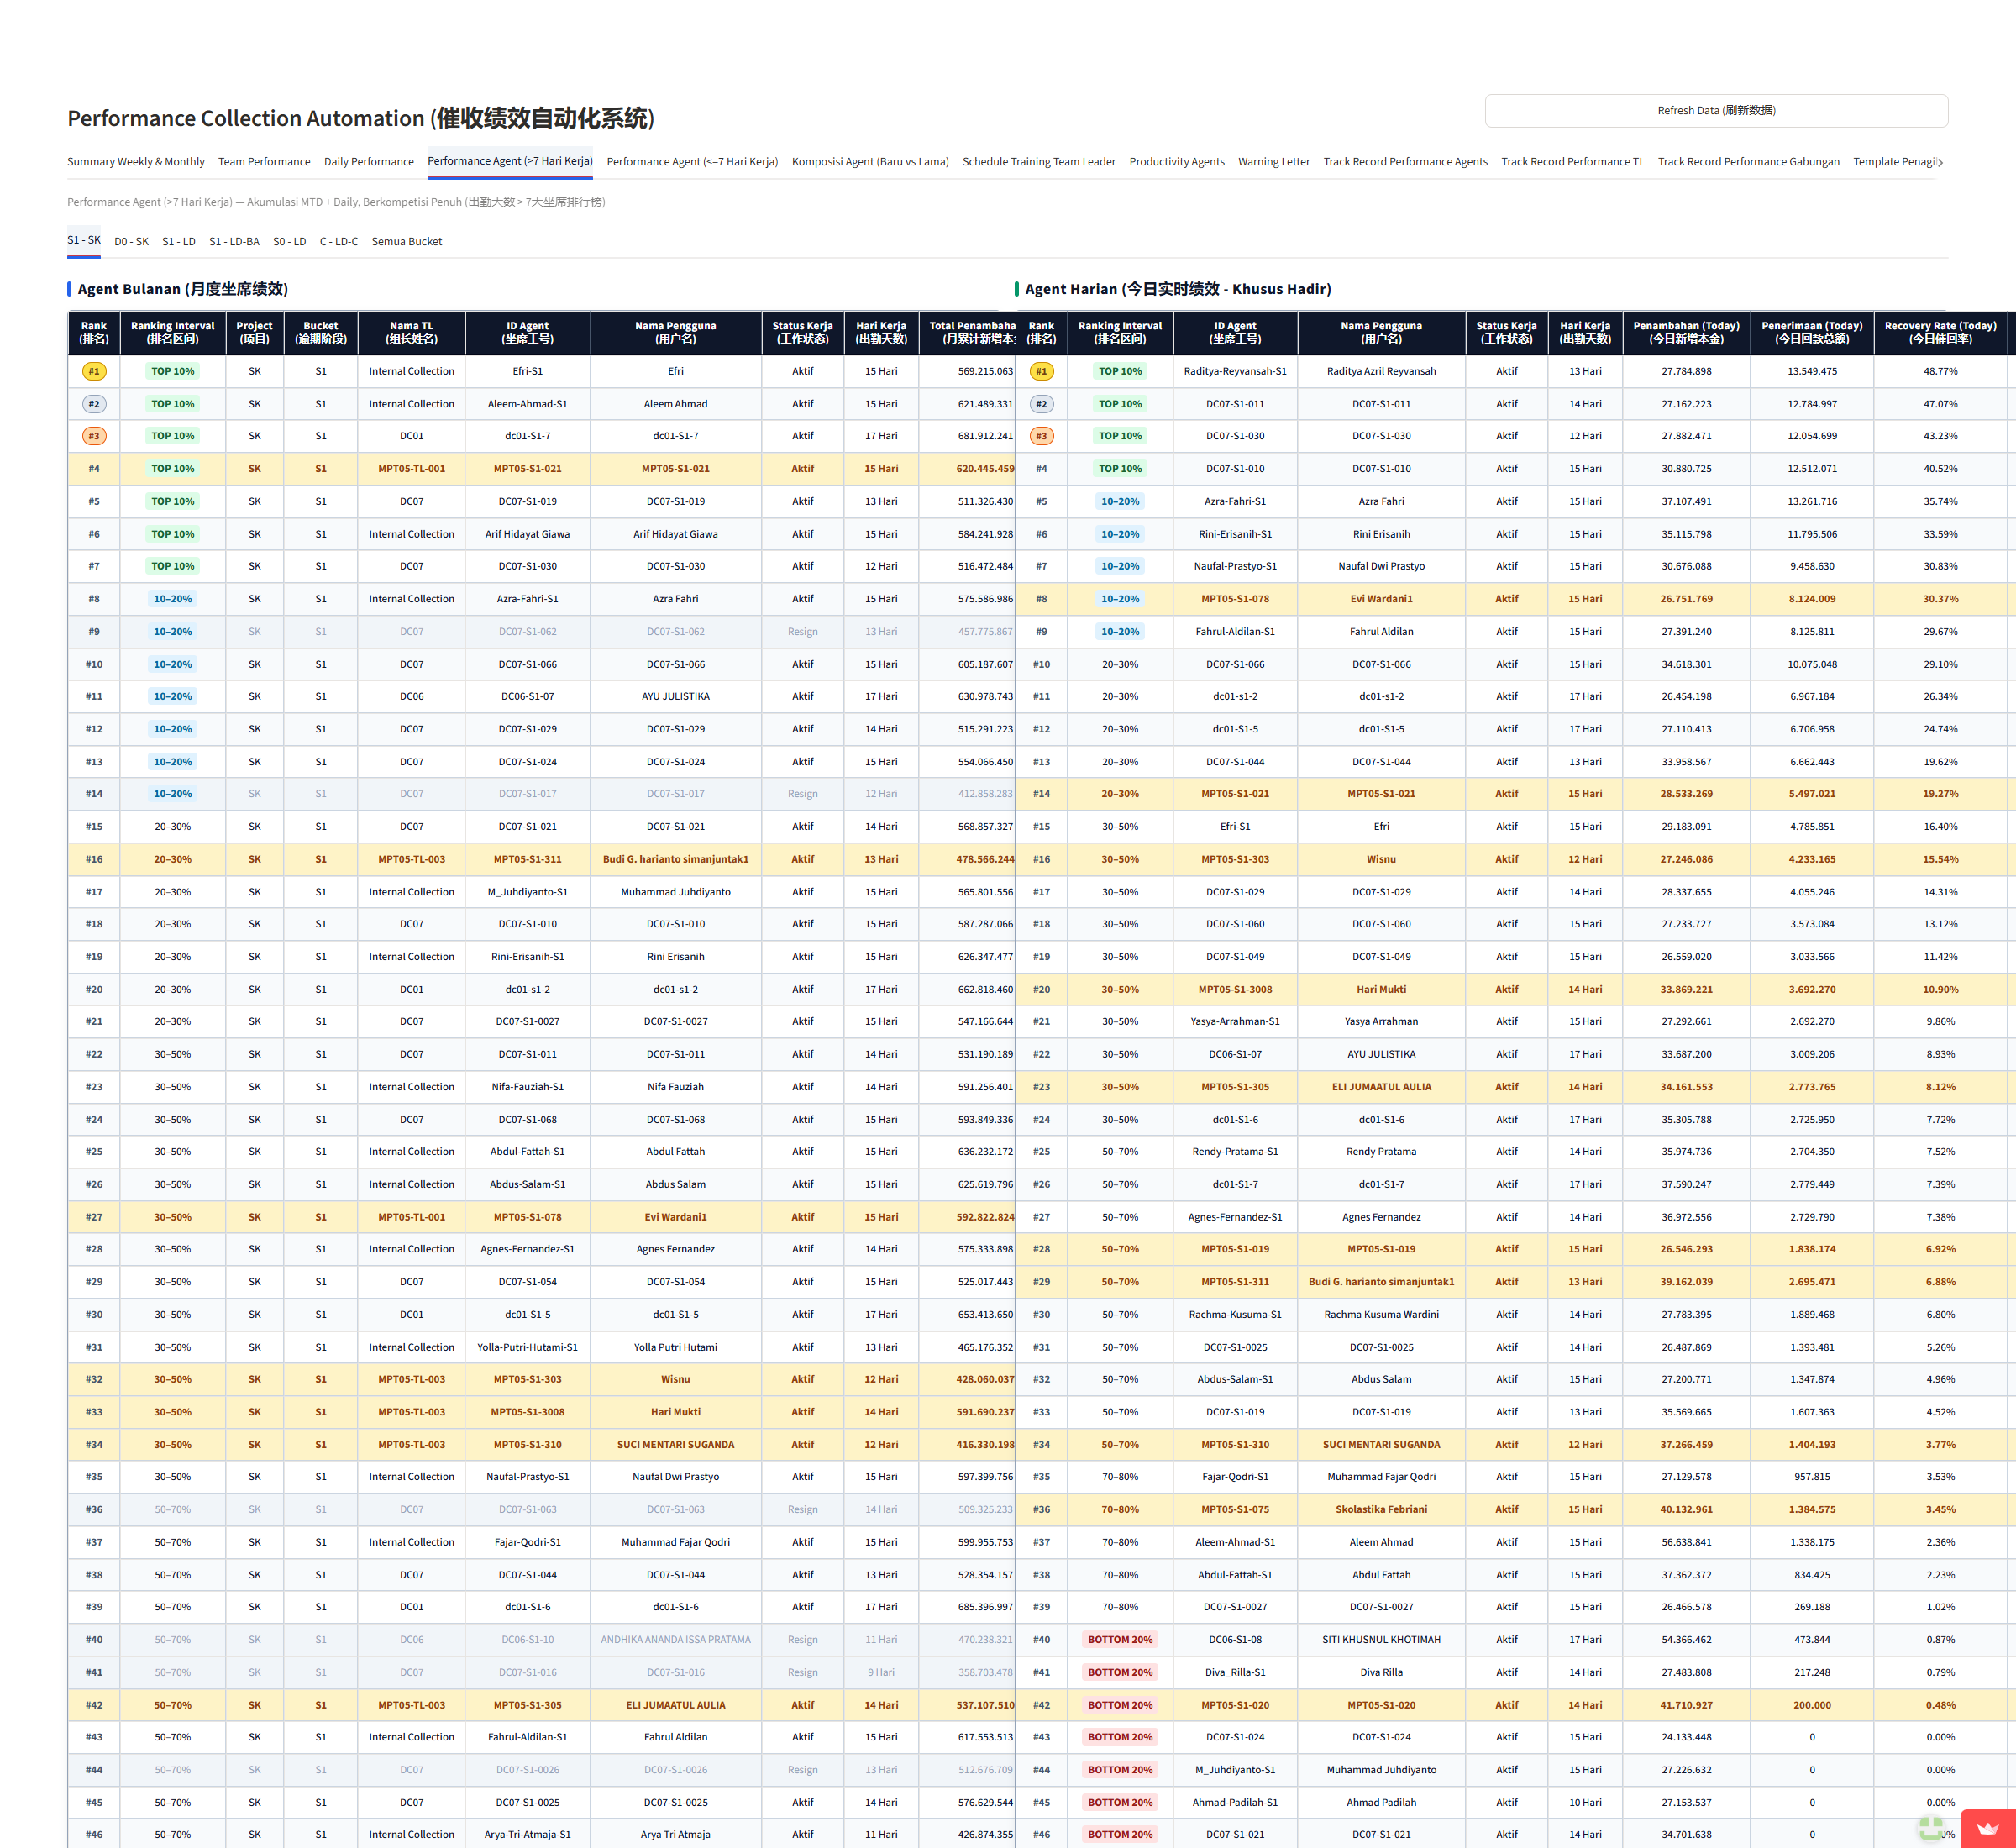 Performance Collection Automation (催收绩效自动化系统)
Refresh Data (刷新数据)
Summary Weekly & Monthly Team Performance Daily Performance Performance Agent (>7 Hari Kerja) Performance Agent (<=7 Hari Kerja) Komposisi Agent (Baru vs Lama) Schedule Training Team Leader Productivity Agents Warning Letter Track Record Performance Agents Track Record Performance TL Track Record Performance Gabungan Template Penagi
Performance Agent (>7 Hari Kerja) — Akumulasi MTD + Daily, Berkompetisi Penuh (出勤天数 > 7天坐席排行榜)
S1 - SK D0 - SK S1 - LD S1 - LD-BA S0 - LD C - LD-C Semua Bucket
Agent Bulanan (月度坐席绩效)
Rank Ranking Interval Project Bucket Nama TL ID Agent Nama Pengguna Status Kerja Hari Kerja Total Penambaha
(排名) (排名区间) (项目) (逾期阶段) (组长姓名) (坐席工号) (用户名) (工作状态) (出勤天数) (月累计新增本
#1 TOP 10% SK S1 Internal Collection Efri-S1 Efri Aktif 15 Hari 569.215.063
#2 TOP 10% SK S1 Internal Collection Aleem-Ahmad-S1 Aleem Ahmad Aktif 15 Hari 621.489.331
#3 TOP 10% SK S1 DC01 dc01-s1-7 dc01-s1-7 Aktif 17 Hari 681.912.241
#4 TOP 10% SK S1 MPT05-TL-001 MPT05-S1-021 MPT05-S1-021 Aktif 15 Hari 620.445.459
#5 TOP 10% SK S1 DC07 DC07-S1-019 DC07-S1-019 Aktif 13 Hari 511.326.430
#6 TOP 10% SK S1 Internal Collection Arif Hidayat Giawa Arif Hidayat Giawa Aktif 15 Hari 584.241.928
#7 TOP 10% SK S1 DC07 DC07-S1-030 DC07-S1-030 Aktif 12 Hari 516.472.484
#8 10–20% SK S1 Internal Collection Azra-Fahri-S1 Azra Fahri Aktif 15 Hari 575.586.986
#9 10–20% SK S1 DC07 DC07-S1-062 DC07-S1-062 Resign 13 Hari 457.775.867
#10 10–20% SK S1 DC07 DC07-S1-066 DC07-S1-066 Aktif 15 Hari 605.187.607
#11 10–20% SK S1 DC06 DC06-S1-07 AYU JULISTIKA Aktif 17 Hari 630.978.743
#12 10–20% SK S1 DC07 DC07-S1-029 DC07-S1-029 Aktif 14 Hari 515.291.223
#13 10–20% SK S1 DC07 DC07-S1-024 DC07-S1-024 Aktif 15 Hari 554.066.450
#14 10–20% SK S1 DC07 DC07-S1-017 DC07-S1-017 Resign 12 Hari 412.858.283
#15 20–30% SK S1 DC07 DC07-S1-021 DC07-S1-021 Aktif 14 Hari 568.857.327
#16 20–30% SK S1 MPT05-TL-003 MPT05-S1-311 Budi G. harianto simanjuntak1 Aktif 13 Hari 478.566.244
#17 20–30% SK S1 Internal Collection M_Juhdiyanto-S1 Muhammad Juhdiyanto Aktif 15 Hari 565.801.556
#18 20–30% SK S1 DC07 DC07-S1-010 DC07-S1-010 Aktif 15 Hari 587.287.066
#19 20–30% SK S1 Internal Collection Rini-Erisanih-S1 Rini Erisanih Aktif 15 Hari 626.347.477
#20 20–30% SK S1 DC01 dc01-s1-2 dc01-s1-2 Aktif 17 Hari 662.818.460
#21 20–30% SK S1 DC07 DC07-S1-0027 DC07-S1-0027 Aktif 15 Hari 547.166.644
#22 30–50% SK S1 DC07 DC07-S1-011 DC07-S1-011 Aktif 14 Hari 531.190.189
#23 30–50% SK S1 Internal Collection Nifa-Fauziah-S1 Nifa Fauziah Aktif 14 Hari 591.256.401
#24 30–50% SK S1 DC07 DC07-S1-068 DC07-S1-068 Aktif 15 Hari 593.849.336
#25 30–50% SK S1 Internal Collection Abdul-Fattah-S1 Abdul Fattah Aktif 15 Hari 636.232.172
#26 30–50% SK S1 Internal Collection Abdus-Salam-S1 Abdus Salam Aktif 15 Hari 625.619.796
#27 30–50% SK S1 MPT05-TL-001 MPT05-S1-078 Evi Wardani1 Aktif 15 Hari 592.822.824
#28 30–50% SK S1 Internal Collection Agnes-Fernandez-S1 Agnes Fernandez Aktif 14 Hari 575.333.898
#29 30–50% SK S1 DC07 DC07-S1-054 DC07-S1-054 Aktif 15 Hari 525.017.443
#30 30–50% SK S1 DC01 dc01-s1-5 dc01-s1-5 Aktif 17 Hari 653.413.650
#31 30–50% SK S1 Internal Collection Yolla-Putri-Hutami-S1 Yolla Putri Hutami Aktif 13 Hari 465.176.352
#32 30–50% SK S1 MPT05-TL-003 MPT05-S1-303 Wisnu Aktif 12 Hari 428.060.037
#33 30–50% SK S1 MPT05-TL-003 MPT05-S1-3008 Hari Mukti Aktif 14 Hari 591.690.237
#34 30–50% SK S1 MPT05-TL-003 MPT05-S1-310 SUCI MENTARI SUGANDA Aktif 12 Hari 416.330.198
#35 30–50% SK S1 Internal Collection Naufal-Prastyo-S1 Naufal Dwi Prastyo Aktif 15 Hari 597.399.756
#36 50–70% SK S1 DC07 DC07-S1-063 DC07-S1-063 Resign 14 Hari 509.325.233
#37 50–70% SK S1 Internal Collection Fajar-Qodri-S1 Muhammad Fajar Qodri Aktif 15 Hari 599.955.753
#38 50–70% SK S1 DC07 DC07-S1-044 DC07-S1-044 Aktif 13 Hari 528.354.157
#39 50–70% SK S1 DC01 dc01-S1-6 dc01-s1-6 Aktif 17 Hari 685.396.997
#40 50–70% SK S1 DC06 DC06-S1-10 ANDHIKA ANANDA ISSA PRATAMA Resign 11 Hari 470.238.321
#41 50–70% SK S1 DC07 DC07-S1-016 DC07-S1-016 Resign 9 Hari 358.703.478
#42 50–70% SK S1 MPT05-TL-003 MPT05-S1-305 ELI JUMAATUL AULIA Aktif 14 Hari 537.107.510
#43 50–70% SK S1 Internal Collection Fahrul-Aldilan-S1 Fahrul Aldilan Aktif 15 Hari 617.553.513
#44 50–70% SK S1 DC07 DC07-S1-0026 DC07-S1-0026 Resign 13 Hari 512.676.709
#45 50–70% SK S1 DC07 DC07-S1-0025 DC07-S1-0025 Aktif 14 Hari 576.629.544
#46 50–70% SK S1 Internal Collection Arya-Tri-Atmaja-S1 Arya Tri Atmaja Aktif 11 Hari 426.874.355
Agent Harian (今日实时绩效 - Khusus Hadir)
Rank Ranking Interval ID Agent Nama Pengguna Status Kerja Hari Kerja Penambahan (Today) Penerimaan (Today) Recovery Rate (Today)
(排名) (排名区间) (坐席工号) (用户名) (工作状态) (出勤天数) (今日新增本金) (今日回款总额) (今日催回率)
#1 TOP 10% Raditya-Reyvansah-S1 Raditya Azril Reyvansah Aktif 13 Hari 27.784.898 13.549.475 48.77%
#2 TOP 10% DC07-S1-011 DC07-S1-011 Aktif 14 Hari 27.162.223 12.784.997 47.07%
#3 TOP 10% DC07-S1-030 DC07-S1-030 Aktif 12 Hari 27.882.471 12.054.699 43.23%
#4 TOP 10% DC07-S1-010 DC07-S1-010 Aktif 15 Hari 30.880.725 12.512.071 40.52%
#5 10–20% Azra-Fahri-S1 Azra Fahri Aktif 15 Hari 37.107.491 13.261.716 35.74%
#6 10–20% Rini-Erisanih-S1 Rini Erisanih Aktif 15 Hari 35.115.798 11.795.506 33.59%
#7 10–20% Naufal-Prastyo-S1 Naufal Dwi Prastyo Aktif 15 Hari 30.676.088 9.458.630 30.83%
#8 10–20% MPT05-S1-078 Evi Wardani1 Aktif 15 Hari 26.751.769 8.124.009 30.37%
#9 10–20% Fahrul-Aldilan-S1 Fahrul Aldilan Aktif 15 Hari 27.391.240 8.125.811 29.67%
#10 20–30% DC07-S1-066 DC07-S1-066 Aktif 15 Hari 34.618.301 10.075.048 29.10%
#11 20–30% dc01-s1-2 dc01-s1-2 Aktif 17 Hari 26.454.198 6.967.184 26.34%
#12 20–30% dc01-s1-5 dc01-s1-5 Aktif 17 Hari 27.110.413 6.706.958 24.74%
#13 20–30% DC07-S1-044 DC07-S1-044 Aktif 13 Hari 33.958.567 6.662.443 19.62%
#14 20–30% MPT05-S1-021 MPT05-S1-021 Aktif 15 Hari 28.533.269 5.497.021 19.27%
#15 30–50% Efri-S1 Efri Aktif 15 Hari 29.183.091 4.785.851 16.40%
#16 30–50% MPT05-S1-303 Wisnu Aktif 12 Hari 27.246.086 4.233.165 15.54%
#17 30–50% DC07-S1-029 DC07-S1-029 Aktif 14 Hari 28.337.655 4.055.246 14.31%
#18 30–50% DC07-S1-060 DC07-S1-060 Aktif 15 Hari 27.233.727 3.573.084 13.12%
#19 30–50% DC07-S1-049 DC07-S1-049 Aktif 15 Hari 26.559.020 3.033.566 11.42%
#20 30–50% MPT05-S1-3008 Hari Mukti Aktif 14 Hari 33.869.221 3.692.270 10.90%
#21 30–50% Yasya-Arrahman-S1 Yasya Arrahman Aktif 15 Hari 27.292.661 2.692.270 9.86%
#22 30–50% DC06-S1-07 AYU JULISTIKA Aktif 17 Hari 33.687.200 3.009.206 8.93%
#23 30–50% MPT05-S1-305 ELI JUMAATUL AULIA Aktif 14 Hari 34.161.553 2.773.765 8.12%
#24 30–50% dc01-s1-6 dc01-s1-6 Aktif 17 Hari 35.305.788 2.725.950 7.72%
#25 50–70% Rendy-Pratama-S1 Rendy Pratama Aktif 14 Hari 35.974.736 2.704.350 7.52%
#26 50–70% dc01-s1-7 dc01-s1-7 Aktif 17 Hari 37.590.247 2.779.449 7.39%
#27 50–70% Agnes-Fernandez-S1 Agnes Fernandez Aktif 14 Hari 36.972.556 2.729.790 7.38%
#28 50–70% MPT05-S1-019 MPT05-S1-019 Aktif 15 Hari 26.546.293 1.838.174 6.92%
#29 50–70% MPT05-S1-311 Budi G. harianto simanjuntak1 Aktif 13 Hari 39.162.039 2.695.471 6.88%
#30 50–70% Rachma-Kusuma-S1 Rachma Kusuma Wardini Aktif 14 Hari 27.783.395 1.889.468 6.80%
#31 50–70% DC07-S1-0025 DC07-S1-0025 Aktif 14 Hari 26.487.869 1.393.481 5.26%
#32 50–70% Abdus-Salam-S1 Abdus Salam Aktif 15 Hari 27.200.771 1.347.874 4.96%
#33 50–70% DC07-S1-019 DC07-S1-019 Aktif 13 Hari 35.569.665 1.607.363 4.52%
#34 50–70% MPT05-S1-310 SUCI MENTARI SUGANDA Aktif 12 Hari 37.266.459 1.404.193 3.77%
#35 70–80% Fajar-Qodri-S1 Muhammad Fajar Qodri Aktif 15 Hari 27.129.578 957.815 3.53%
#36 70–80% MPT05-S1-075 Skolastika Febriani Aktif 15 Hari 40.132.961 1.384.575 3.45%
#37 70–80% Aleem-Ahmad-S1 Aleem Ahmad Aktif 15 Hari 56.638.841 1.338.175 2.36%
#38 70–80% Abdul-Fattah-S1 Abdul Fattah Aktif 15 Hari 37.362.372 834.425 2.23%
#39 70–80% DC07-S1-0027 DC07-S1-0027 Aktif 15 Hari 26.466.578 269.188 1.02%
#40 BOTTOM 20% DC06-S1-08 SITI KHUSNUL KHOTIMAH Aktif 17 Hari 54.366.462 473.844 0.87%
#41 BOTTOM 20% Diva_Rilla-S1 Diva Rilla Aktif 14 Hari 27.483.808 217.248 0.79%
#42 BOTTOM 20% MPT05-S1-020 MPT05-S1-020 Aktif 14 Hari 41.710.927 200.000 0.48%
#43 BOTTOM 20% DC07-S1-024 DC07-S1-024 Aktif 15 Hari 24.133.448 0 0.00%
#44 BOTTOM 20% M_Juhdiyanto-S1 Muhammad Juhdiyanto Aktif 15 Hari 27.226.632 0 0.00%
#45 BOTTOM 20% Ahmad-Padilah-S1 Ahmad Padilah Aktif 10 Hari 27.153.537 0 0.00%
#46 BOTTOM 20% DC07-S1-021 DC07-S1-021 Aktif 14 Hari 34.701.638 0